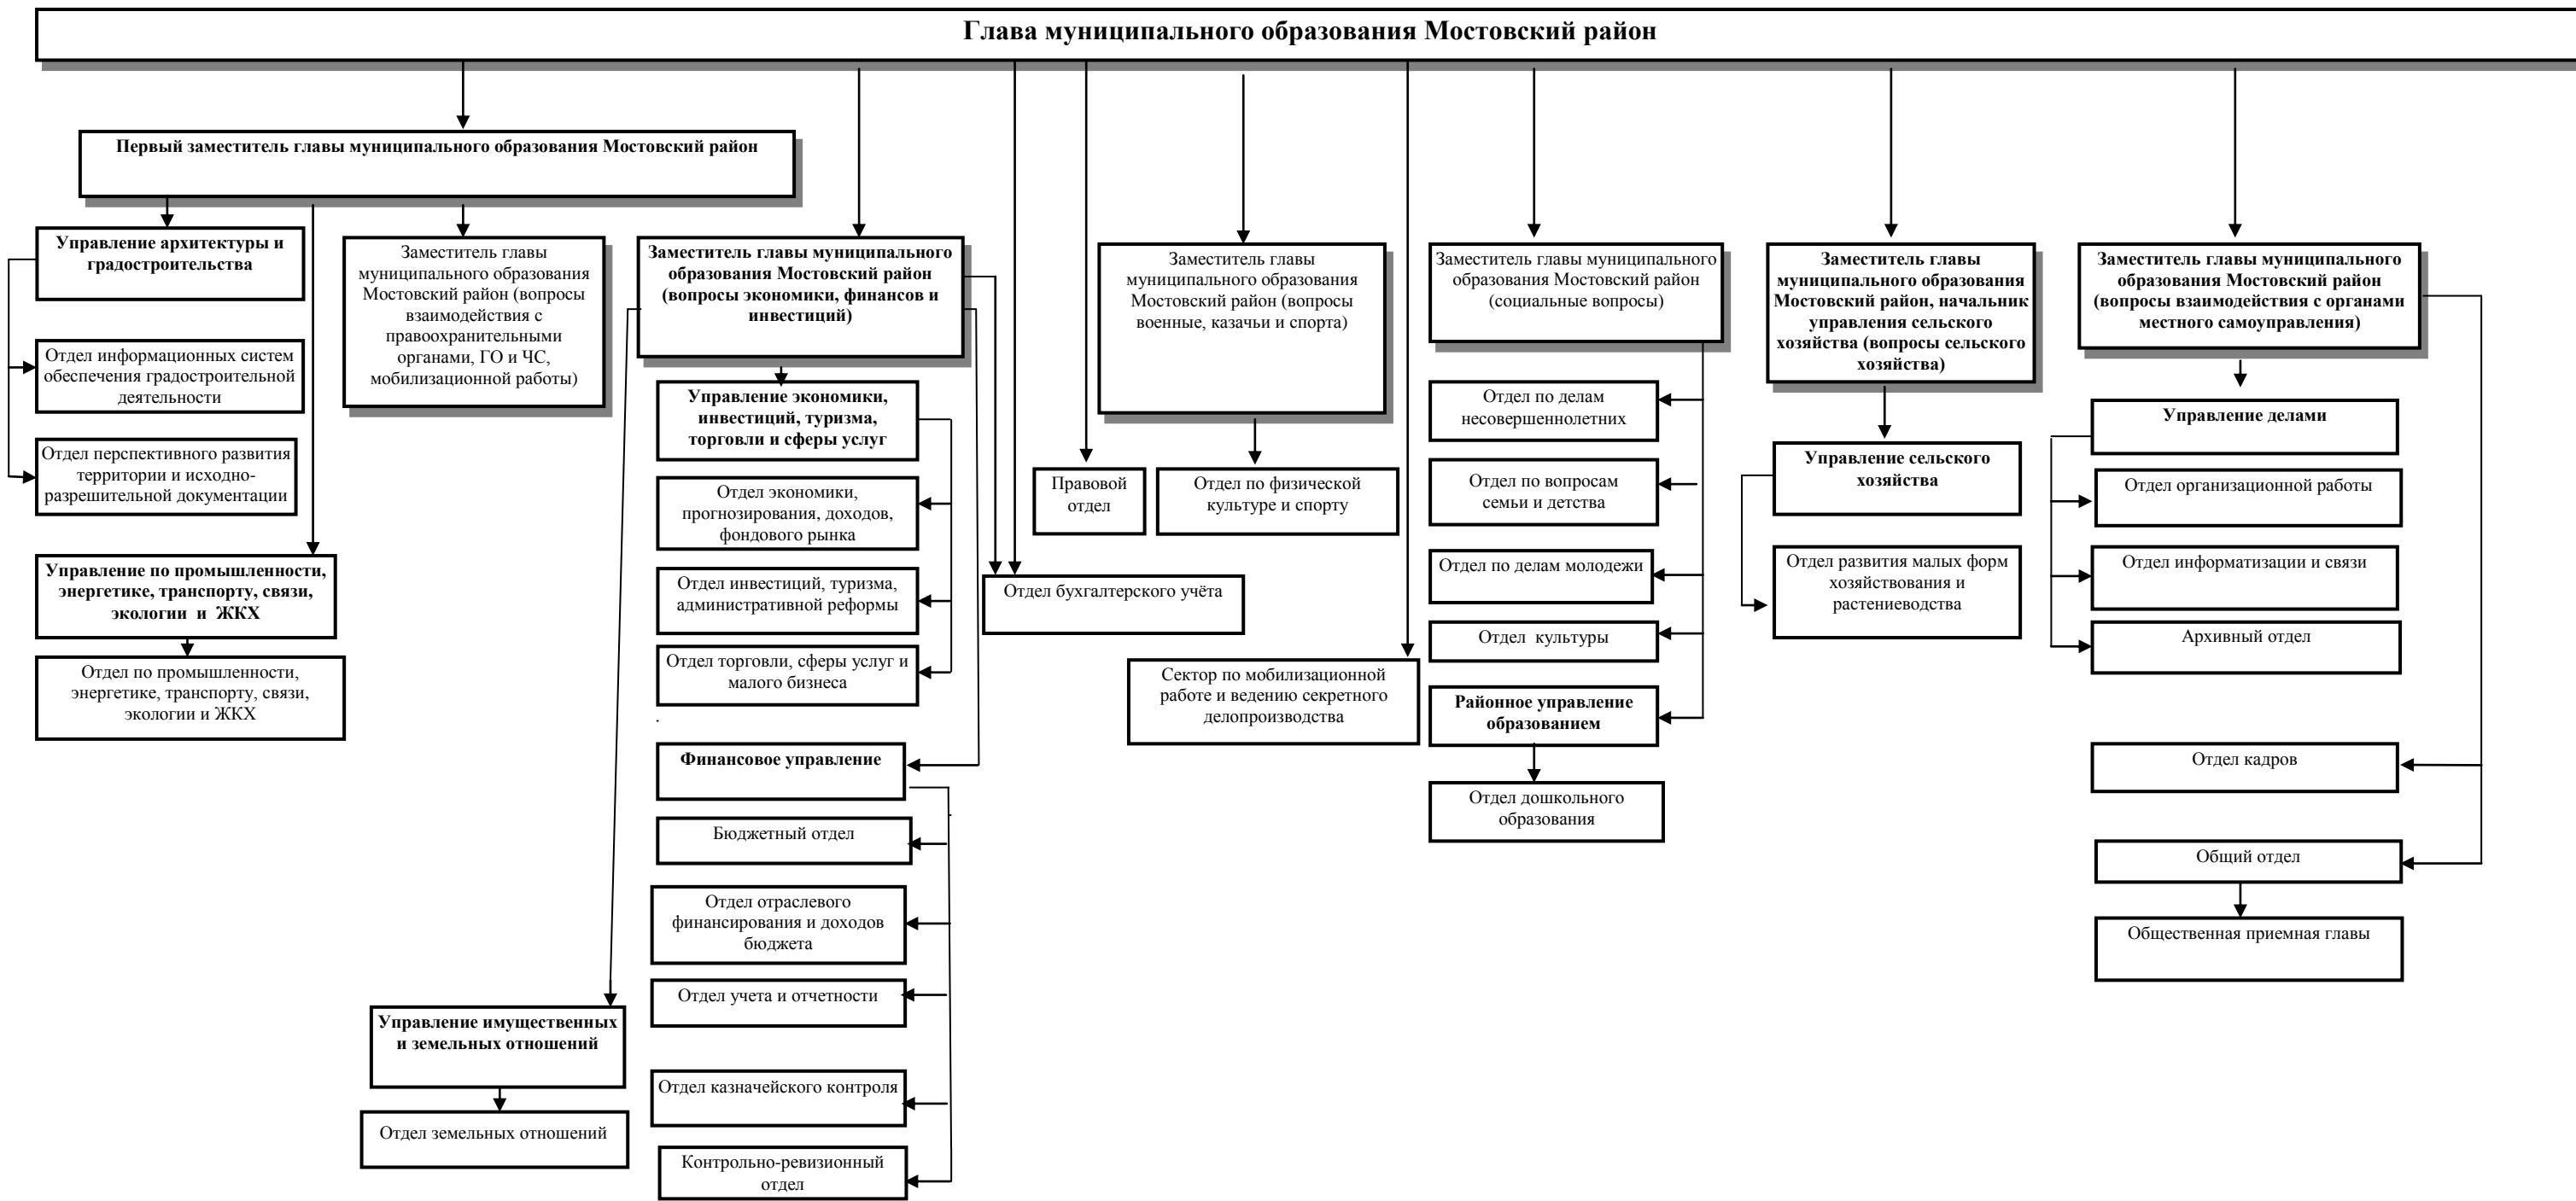 Глава муниципального образования Мостовский район
Первый заместитель главы муниципального образования Мостовский район
Управление архитектуры и
градостроительства
Отдел информационных систем
обеспечения градостроительной
деятельности
Отдел перспективного развития
территории и исходно-
разрешительной документации
Управление по промышленности,
энергетике, транспорту, связи,
экологии и ЖКХ
Отдел по промышленности,
энергетике, транспорту, связи,
экологии и ЖКХ
Заместитель главы
муниципального образования
Мостовский район (вопросы
взаимодействия с
правоохранительными
органами, ГО и ЧС,
мобилизационной работы)
Заместитель главы муниципального
образования Мостовский район
(вопросы экономики, финансов и
инвестиций)
Управление экономики,
инвестиций, туризма,
торговли и сферы услуг
Отдел экономики,
прогнозирования, доходов,
фондового рынка
Отдел инвестиций, туризма,
административной реформы
Отдел торговли, сферы услуг и
малого бизнеса
.
Финансовое управление
Бюджетный отдел
Отдел отраслевого
финансирования и доходов
бюджета
Отдел учета и отчетности
Отдел казначейского контроля
Контрольно-ревизионный
отдел
Управление имущественных
и земельных отношений
Отдел земельных отношений
Отдел бухгалтерского учёта
Правовой
отдел
Заместитель главы
муниципального образования
Мостовский район (вопросы
военные, казачьи и спорта)
Отдел по физической
культуре и спорту
Сектор по мобилизационной
работе и ведению секретного
делопроизводства
Заместитель главы муниципального
образования Мостовский район
(социальные вопросы)
Отдел по делам
несовершеннолетних
Отдел по вопросам
семьи и детства
Отдел по делам молодежи
Отдел культуры
Районное управление
образованием
Отдел дошкольного
образования
Заместитель главы
муниципального образования
Мостовский район, начальник
управления сельского
хозяйства (вопросы сельского
хозяйства)
Управление сельского
хозяйства
Отдел развития малых форм
хозяйствования и
растениеводства
Заместитель главы муниципального
образования Мостовский район
(вопросы взаимодействия с органами
местного самоуправления)
Управление делами
Отдел организационной работы
Отдел информатизации и связи
Архивный отдел
Отдел кадров
Общий отдел
Общественная приемная главы